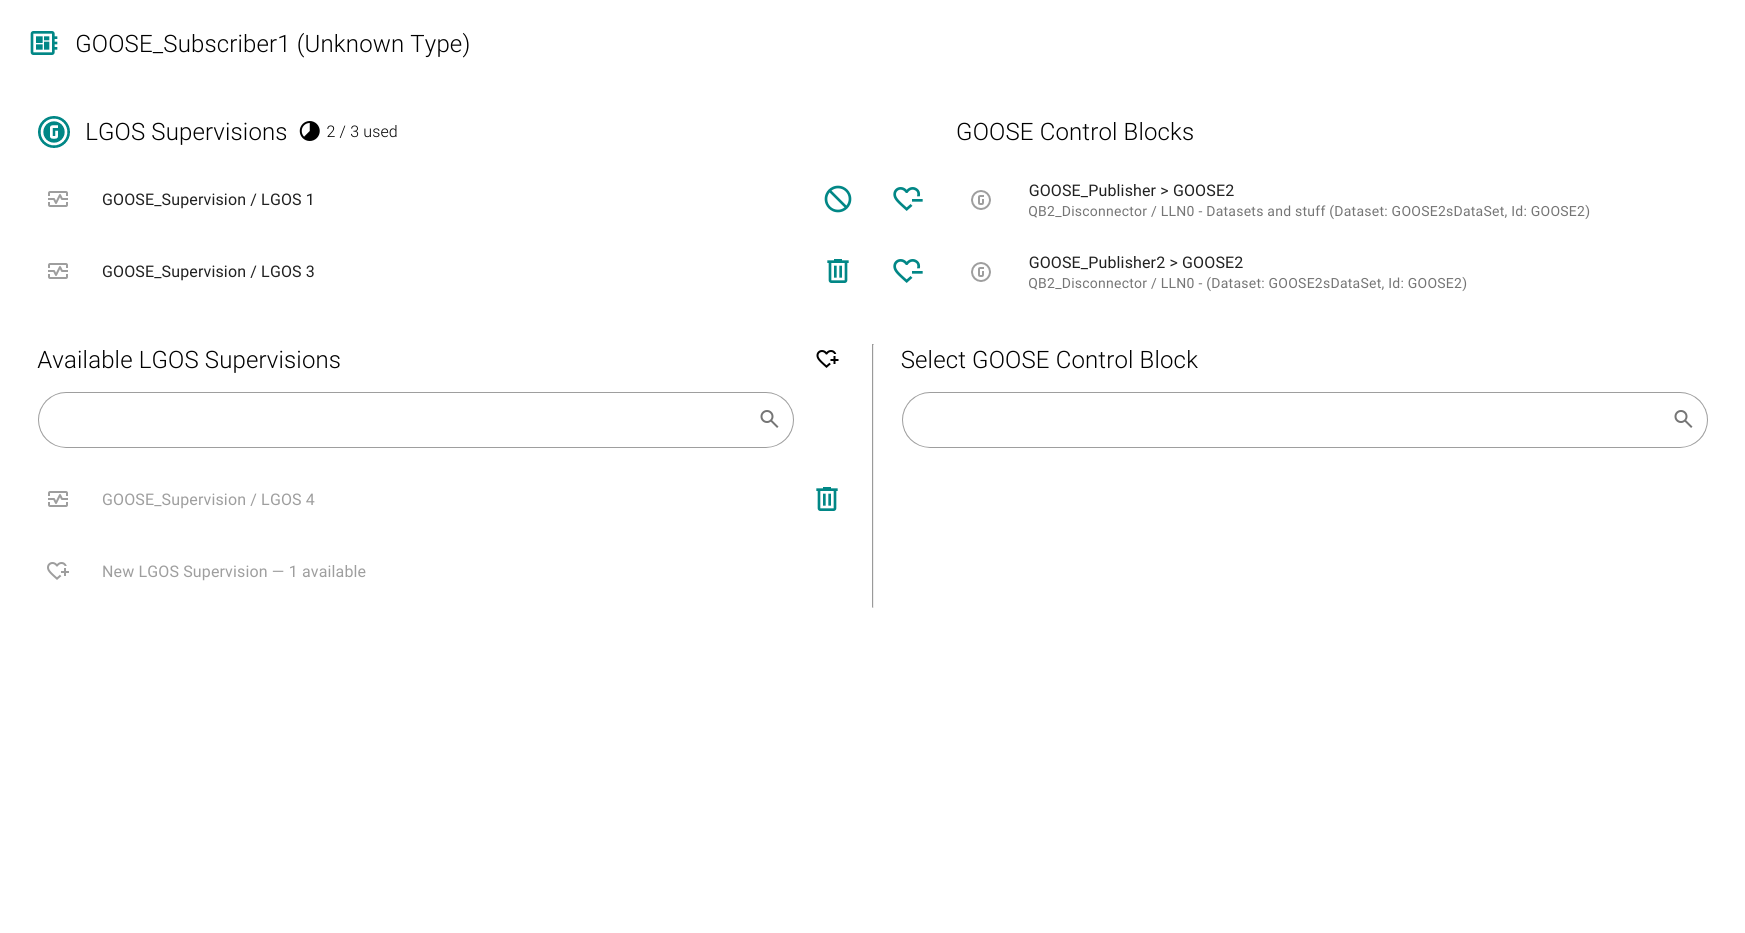 GOOSE_Subscriber1 (Unknown Type)
LGOS Supervisions 2 / 3 used
GOOSE Control Blocks
GOOSE_Supervision / LGOS 1
GOOSE_Publisher > GOOSE2
QB2_Disconnector / LLN0 - Datasets and stuff (Dataset: GOOSE2sDataSet, Id: GOOSE2)
GOOSE_Supervision / LGOS 3
GOOSE_Publisher2 > GOOSE2
QB2_Disconnector / LLN0 - (Dataset: GOOSE2sDataSet, Id: GOOSE2)
Available LGOS Supervisions
Select GOOSE Control Block
GOOSE_Supervision / LGOS 4
New LGOS Supervision — 1 available